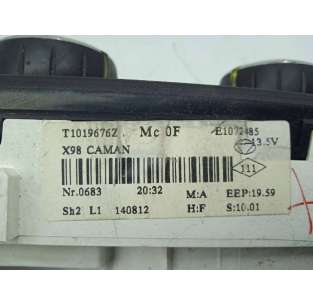 T1019676Z Mc 0F E1072485
X98 CAMAN 13.5V
111
Nr.0683 20:32 M:A EEP:19.59
Sh2 L1 140812 H:F S:10.01